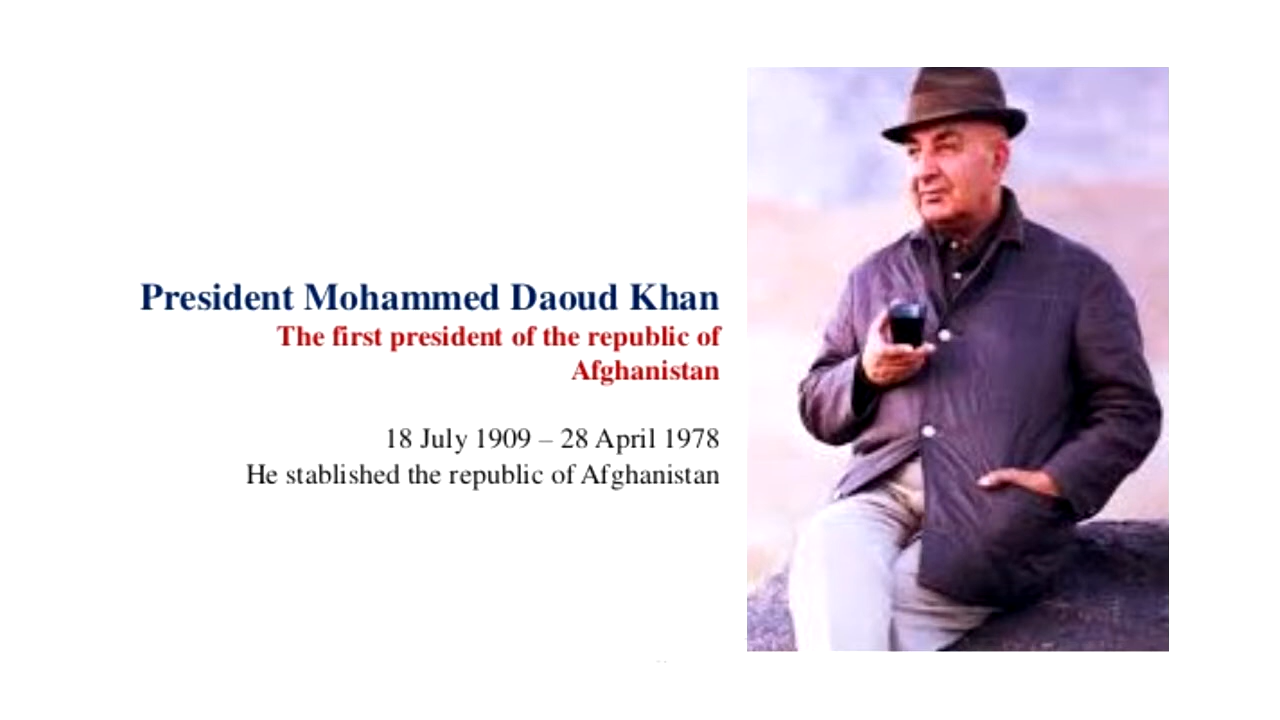 President Mohammed Daoud Khan
The first president of the republic of
Afghanistan
18 July 1909 – 28 April 1978
He stablished the republic of Afghanistan